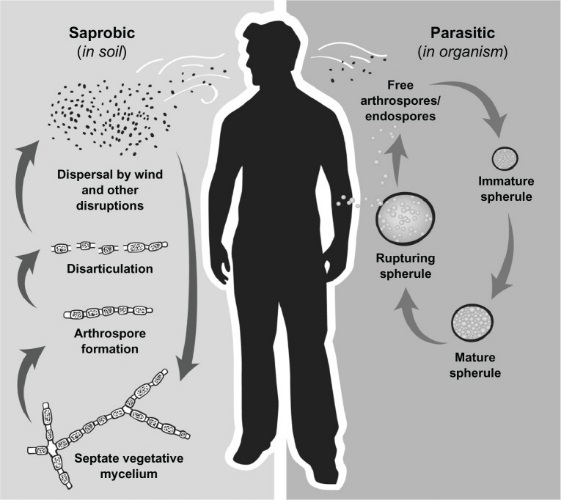 Saprobic
(in soil)
Dispersal by wind
and other
disruptions
Disarticulation
Arthrospore
formation
Septate vegetative
mycelium
Parasitic
(in organism)
Free
arthrospores/
endospores
Immature
spherule
Rupturing
spherule
Mature
spherule